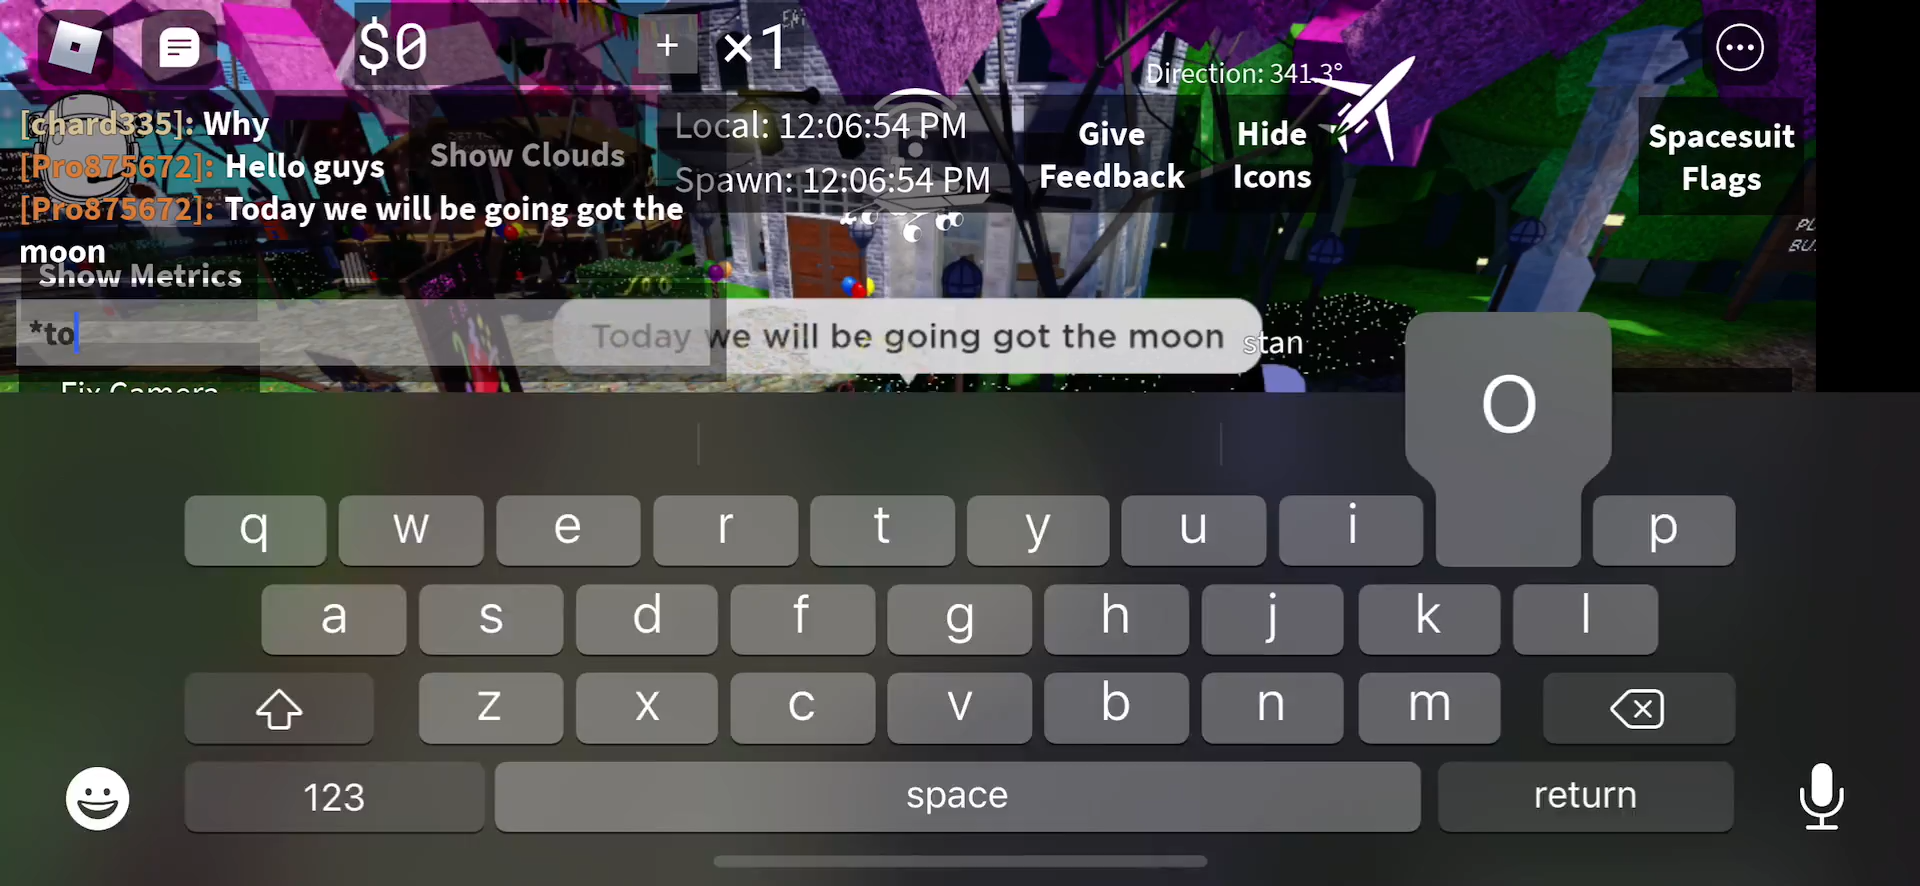 $0
+
×1
Direction: 341.3°
[chard335]: Why
[Pro875672]: Hello guys
[Pro875672]: Today we will be going got the
moon
Show Clouds
Local: 12:06:54 PM
Spawn: 12:06:54 PM
Give
Feedback
Hide
Icons
Spacesuit
Flags
Show Metrics
*to
Today we will be going got the moon
stan
Fix Camera
O
q w e r t y u i p
a s d f g h j k l
z x c v b n m
123
space
return